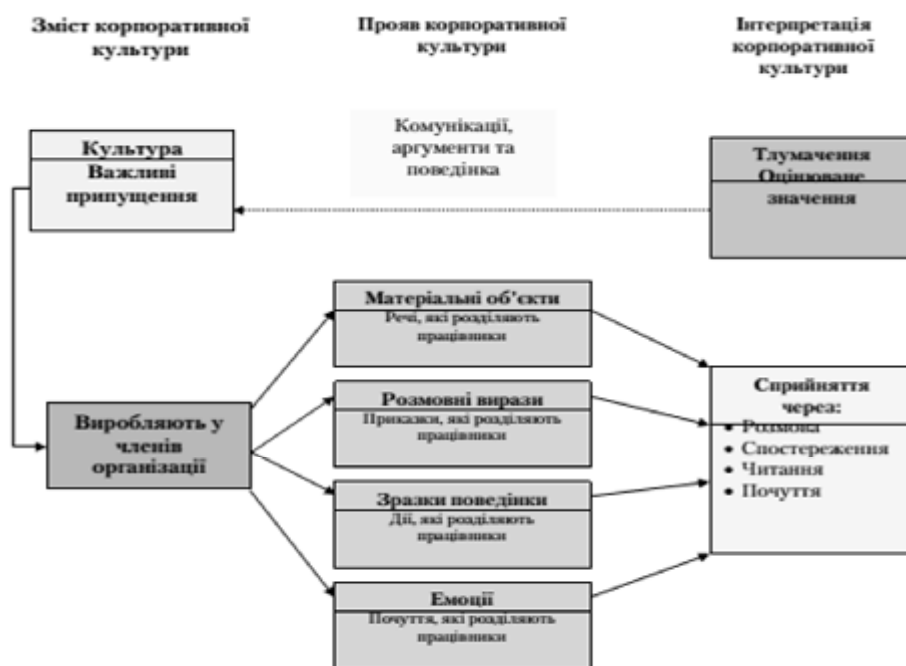 Зміст корпоративної
культури
Прояв корпоративної
культури
Інтерпретація
корпоративної
культури
Культура
Важливі
припущення
Комунікації,
аргументи та
поведінка
Тлумачення
Оцінюване
значення
Виробляють у
членів
організації
Матеріальні об'єкти
Речі, які розділяють
працівники
Розмовні вирази
Приказки, які розділяють
працівники
Зразки поведінки
Дії, які розділяють
працівники
Емоції
Почуття, які розділяють
працівники
Сприйняття
через:
• Розмова
• Спостереження
• Читання
• Почуття